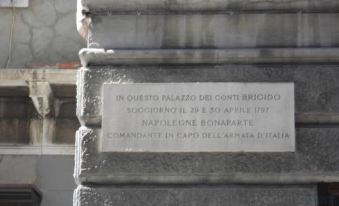 IN QUESTO PALAZZO DEI CONTI BRIGIDO
SOGGIORNÒ IL 29 E 30 APRILE 1797
NAPOLEONE BONAPARTE
COMANDANTE IN CAPO DELL'ARMATA D'ITALIA